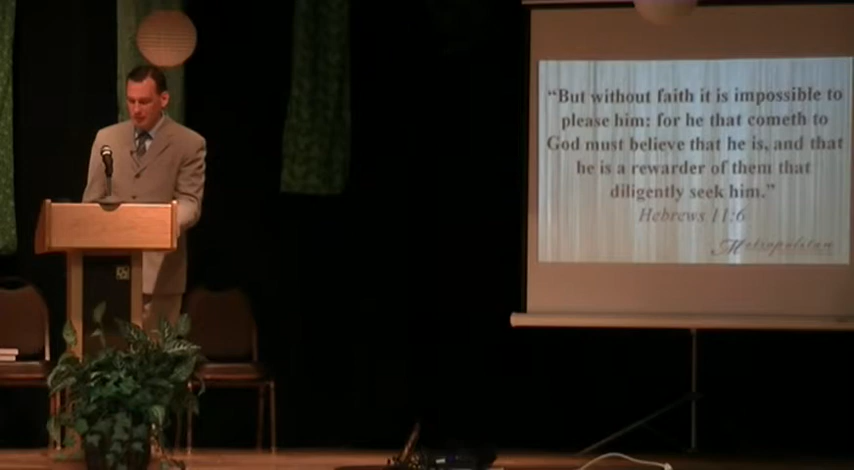 “But without faith it is impossible to
please him: for he that cometh to
God must believe that he is, and that
he is a rewarder of them that
diligently seek him.”
Hebrews 11:6
Metropolitan